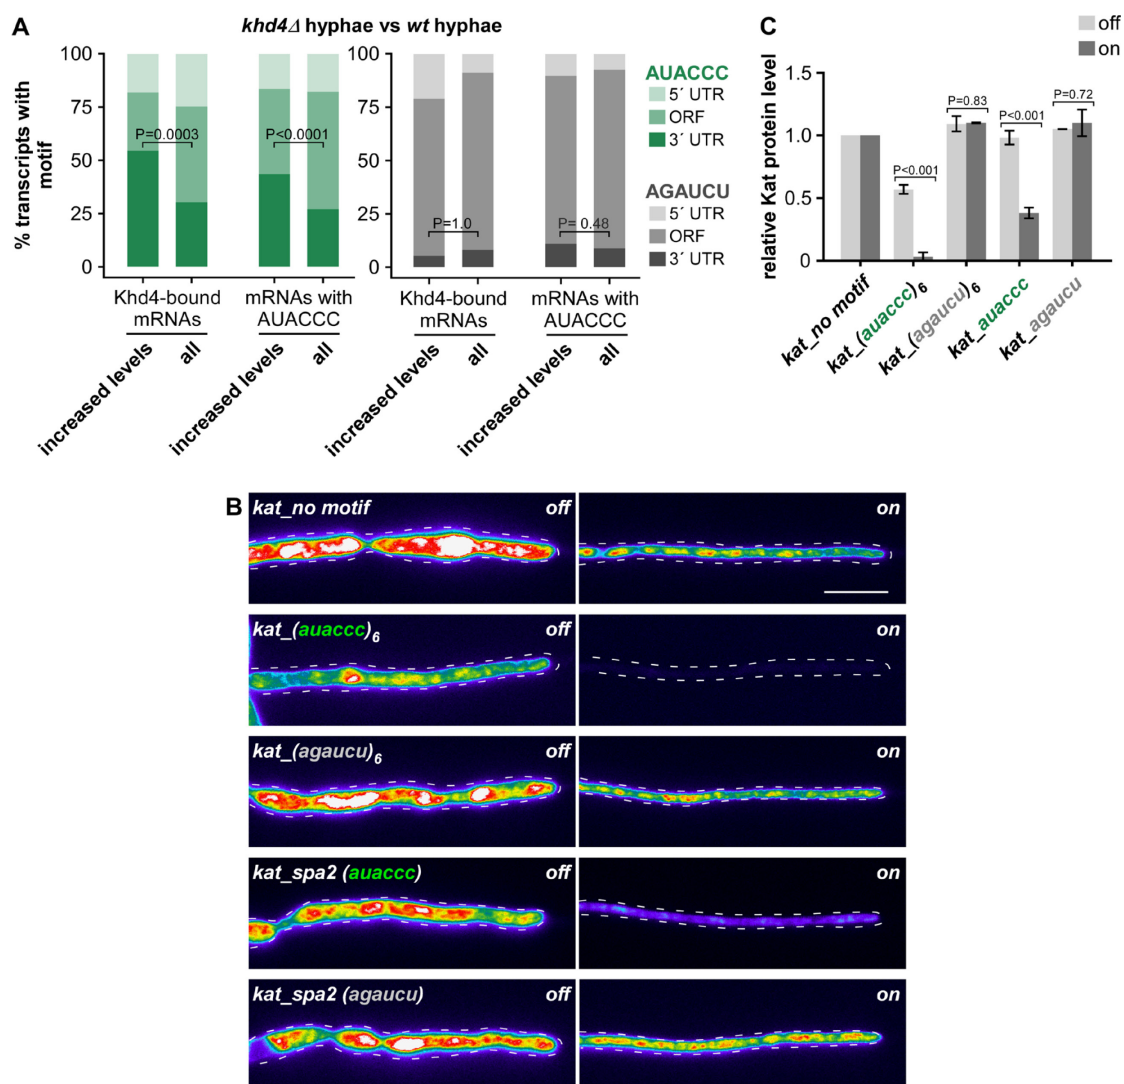 A
khd4Δ hyphae vs wt hyphae
% transcripts with
motif
100
75
50
25
0
P=0.0003
P<0.0001
Khd4-bound
mRNAs
mRNAs with
AUACCC
increased levels
all
increased levels
all
100
75
50
25
0
P=1.0
P= 0.48
Khd4-bound
mRNAs
mRNAs with
AUACCC
increased levels
all
increased levels
all
AUACCC
5´ UTR
ORF
3´ UTR
AGAUCU
5´ UTR
ORF
3´ UTR
C
off
on
relative Kat protein level
1.5
1.0
0.5
0
P<0.001
P=0.83
P<0.001
P=0.72
kat_no motif
kat_(auaccc)6
kat_(agaucu)6
kat_auaccc
kat_agaucu
B
kat_no motif off on
kat_(auaccc)6 off on
kat_(agaucu)6 off on
kat_spa2 (auaccc) off on
kat_spa2 (agaucu) off on